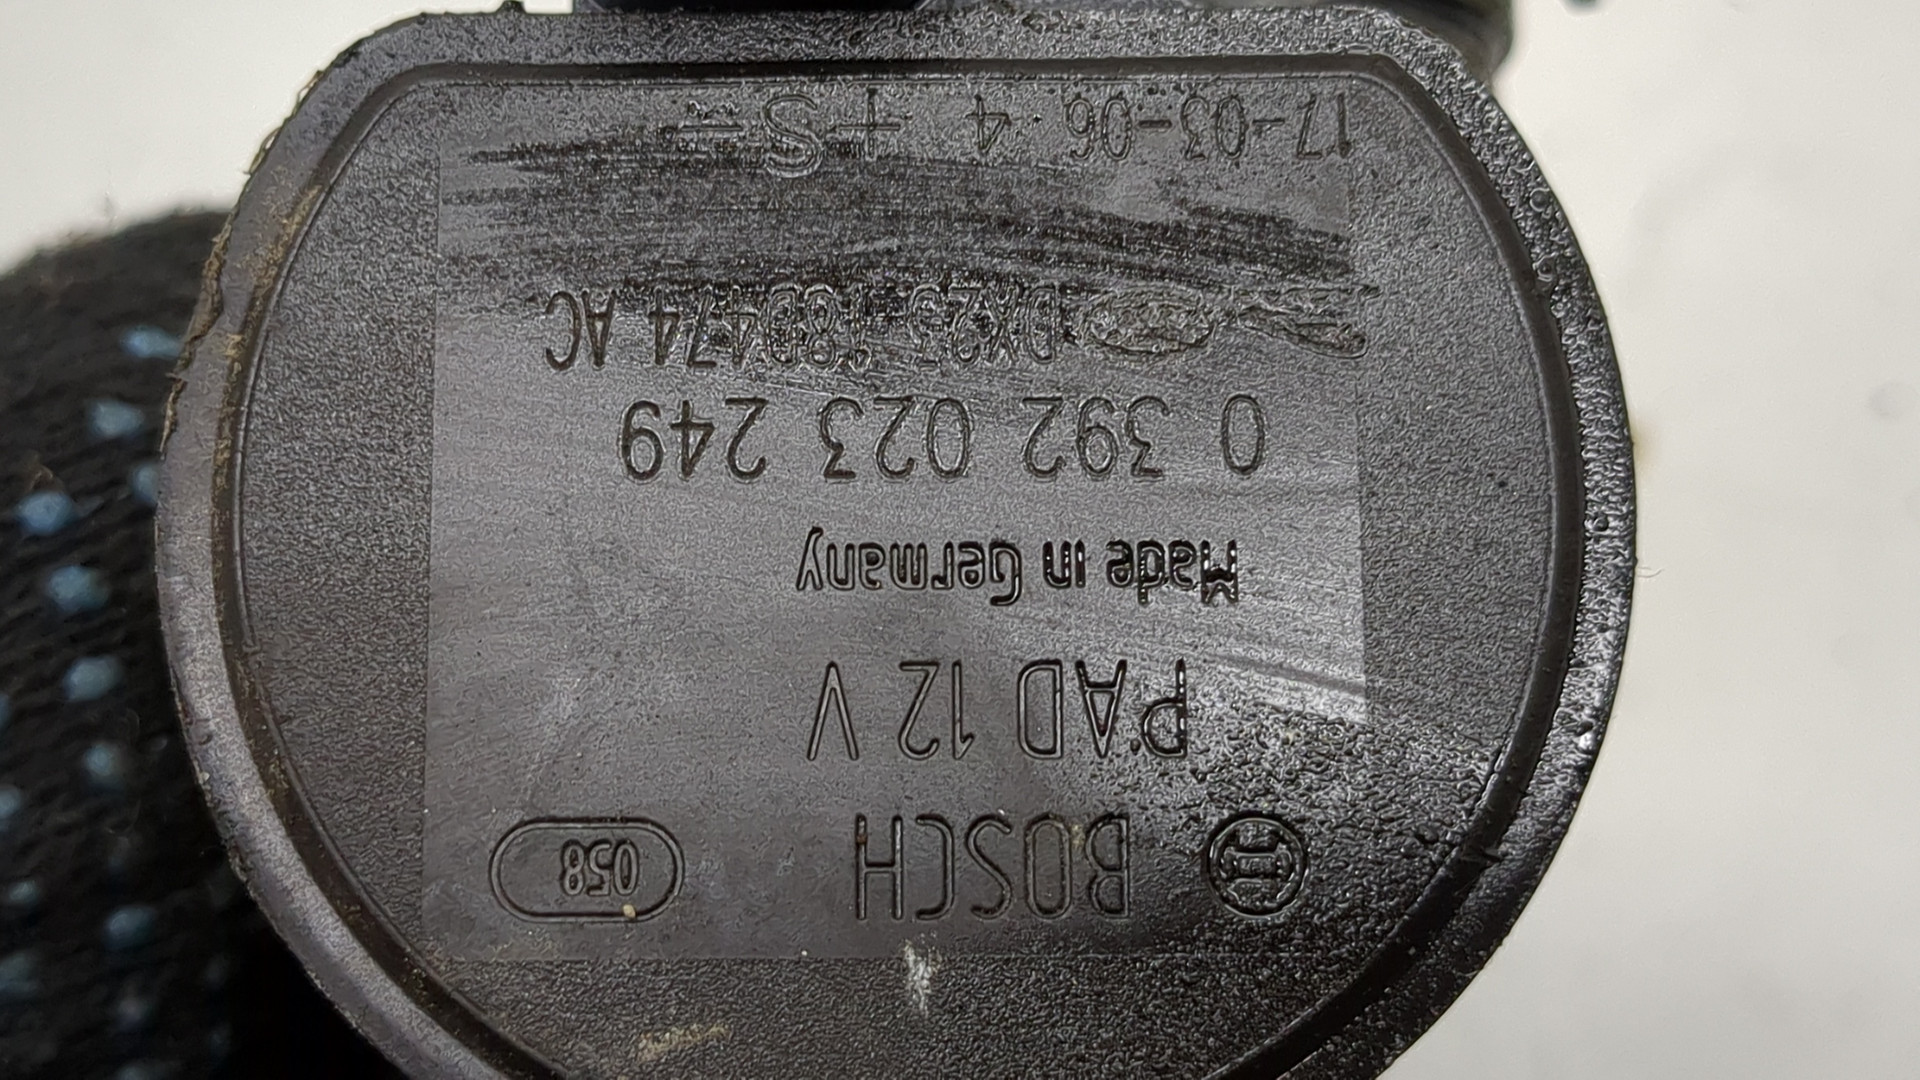 BOSCH 058
PAD 12 V
Made in Germany
0 392 023 249
DX23-18D474 AC
17-03-06 4 + S -